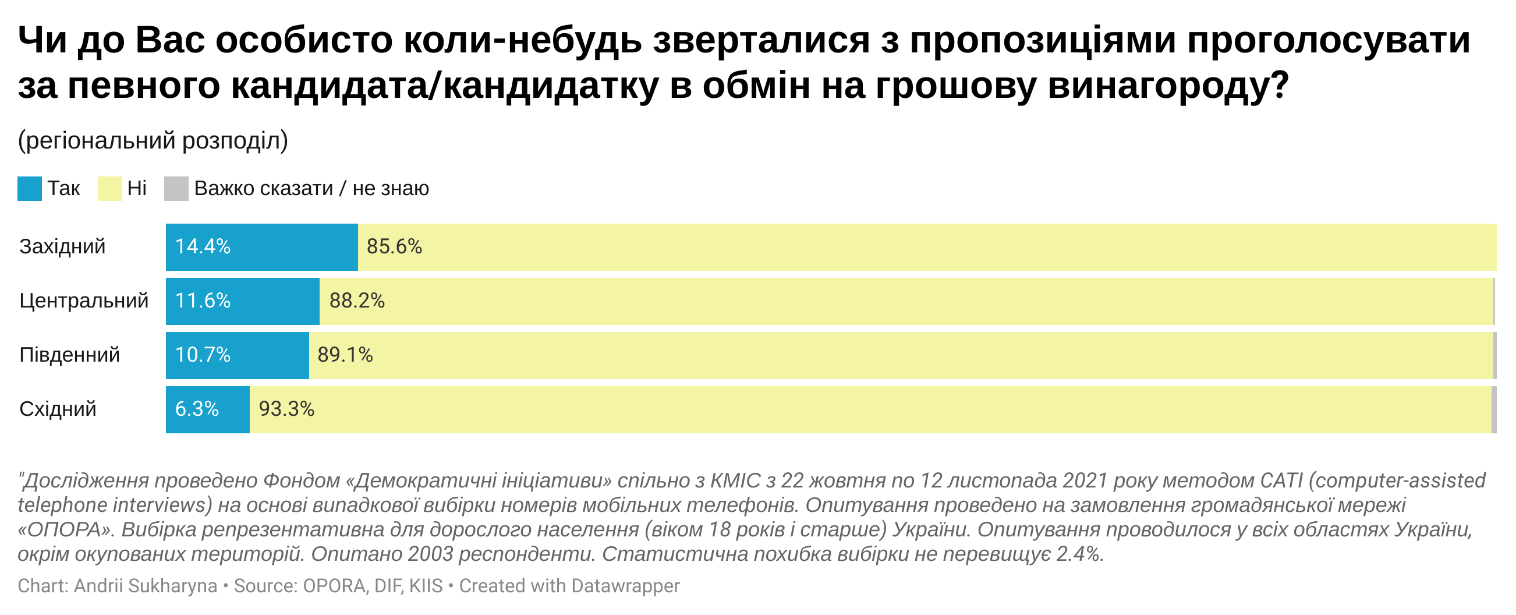 Чи до Вас особисто коли-небудь зверталися з пропозиціями проголосувати
за певного кандидата/кандидатку в обмін на грошову винагороду?
(регіональний розподіл)
Так Ні Важко сказати / не знаю
Західний 14.4% 85.6%
Центральний 11.6% 88.2%
Південний 10.7% 89.1%
Східний 6.3% 93.3%
"Дослідження проведено Фондом «Демократичні ініціативи» спільно з КМІС з 22 жовтня по 12 листопада 2021 року методом CATI (computer-assisted
telephone interviews) на основі випадкової вибірки номерів мобільних телефонів. Опитування проведено на замовлення громадянської мережі
«ОПОРА». Вибірка репрезентативна для дорослого населення (віком 18 років і старше) України. Опитування проводилося у всіх областях України,
окрім окупованих територій. Опитано 2003 респонденти. Статистична похибка вибірки не перевищує 2.4%.
Chart: Andrii Sukharyna • Source: OPORA, DIF, KIIS • Created with Datawrapper